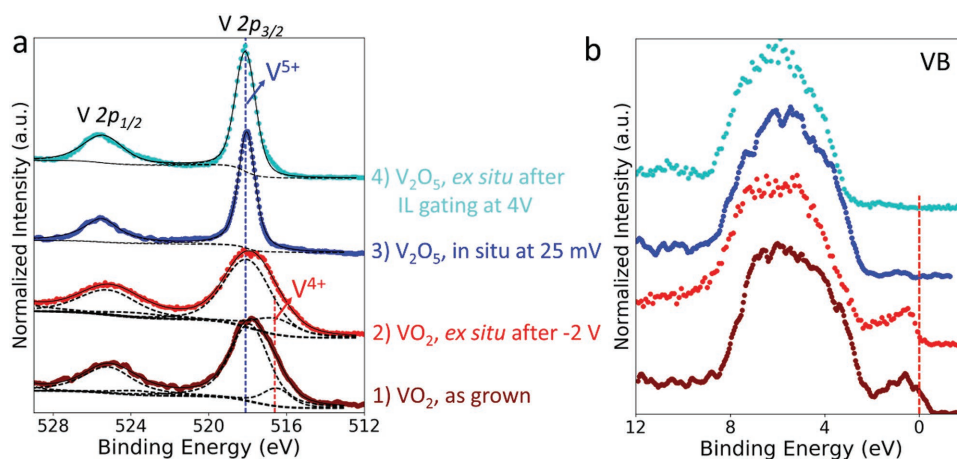 a
V 2p3/2
V5+
V 2p1/2
4) V2O5, ex situ after
IL gating at 4V
3) V2O5, in situ at 25 mV
V4+
2) VO2, ex situ after -2 V
1) VO2, as grown
Normalized Intensity (a.u.)
528 524 520 516 512
Binding Energy (eV)
b
VB
Normalized Intensity (a.u.)
12 8 4 0
Binding Energy (eV)